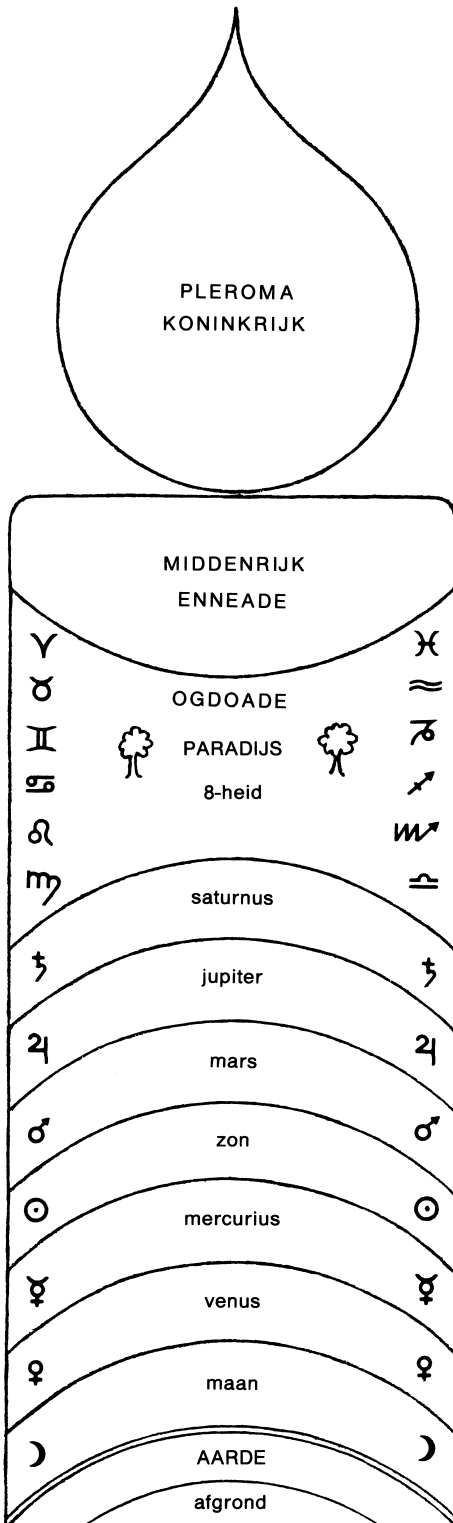 PLEROMA
KONINKRIJK
MIDDENRIJK
ENNEADE
♈ ♓
♉ ♒
OGDOADE
♊ PARADIJS ♑
♋ 8-heid ♐
♌ ♏
♍ ♎
saturnus
♄ jupiter ♄
♃ mars ♃
♂ zon ♂
☉ mercurius ☉
☿ venus ☿
♀ maan ♀
☽ AARDE ☽
afgrond